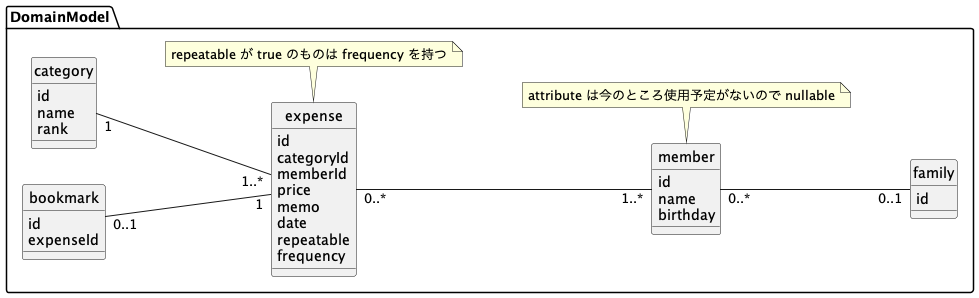 DomainModel
repeatable が true のものは frequency を持つ
category
id
name
rank
1
1..*
bookmark
id
expenseId
0..1
1
expense
id
categoryId
memberId
price
memo
date
repeatable
frequency
0..*
1..*
attribute は今のところ使用予定がないので nullable
member
id
name
birthday
0..*
0..1
family
id